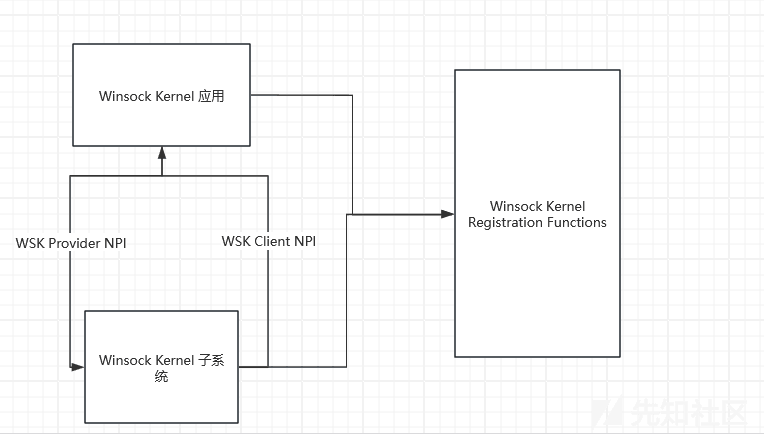 Winsock Kernel 应用
Winsock Kernel
Registration Functions
WSK Provider NPI
WSK Client NPI
Winsock Kernel 子系
统
先知社区